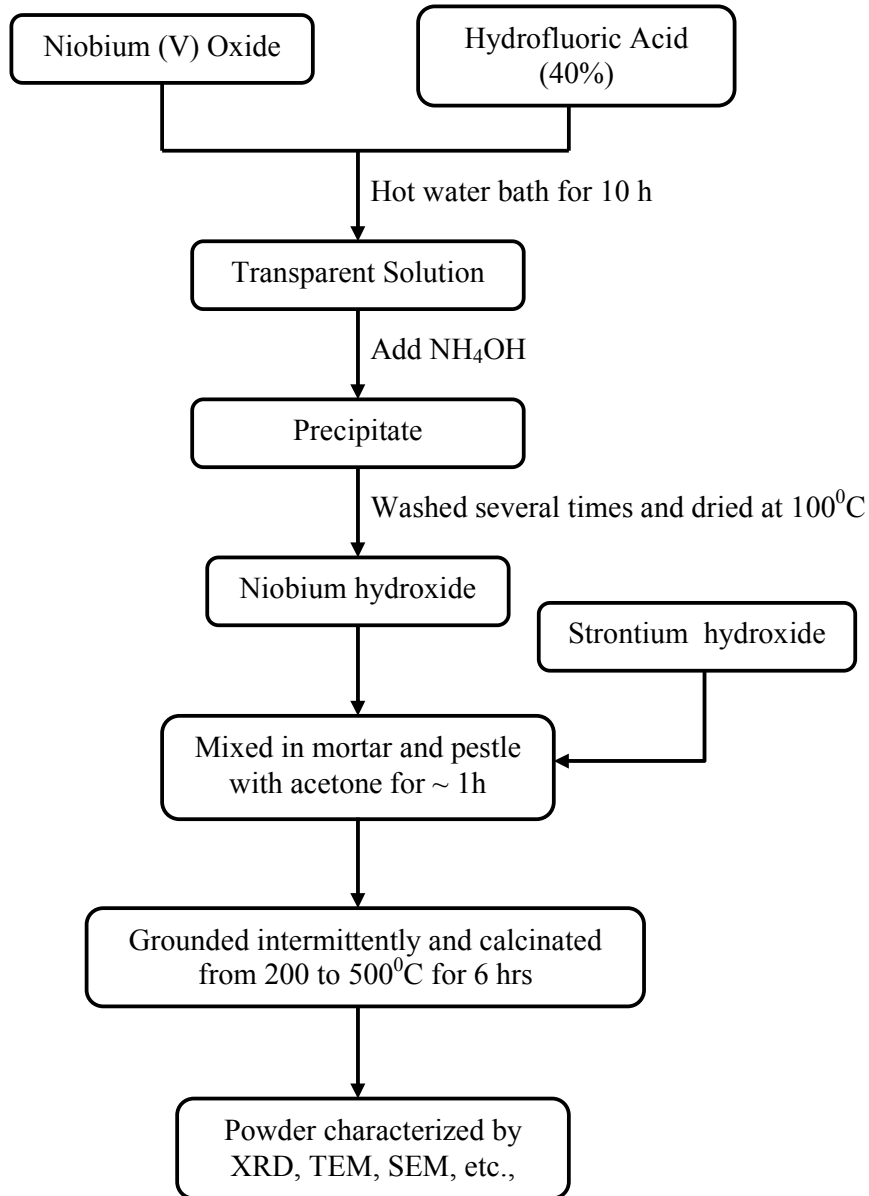 Niobium (V) Oxide
Hydrofluoric Acid
(40%)
Hot water bath for 10 h
Transparent Solution
Add NH₄OH
Precipitate
Washed several times and dried at 100⁰C
Niobium hydroxide
Strontium hydroxide
Mixed in mortar and pestle
with acetone for ~ 1h
Grounded intermittently and calcinated
from 200 to 500⁰C for 6 hrs
Powder characterized by
XRD, TEM, SEM, etc.,